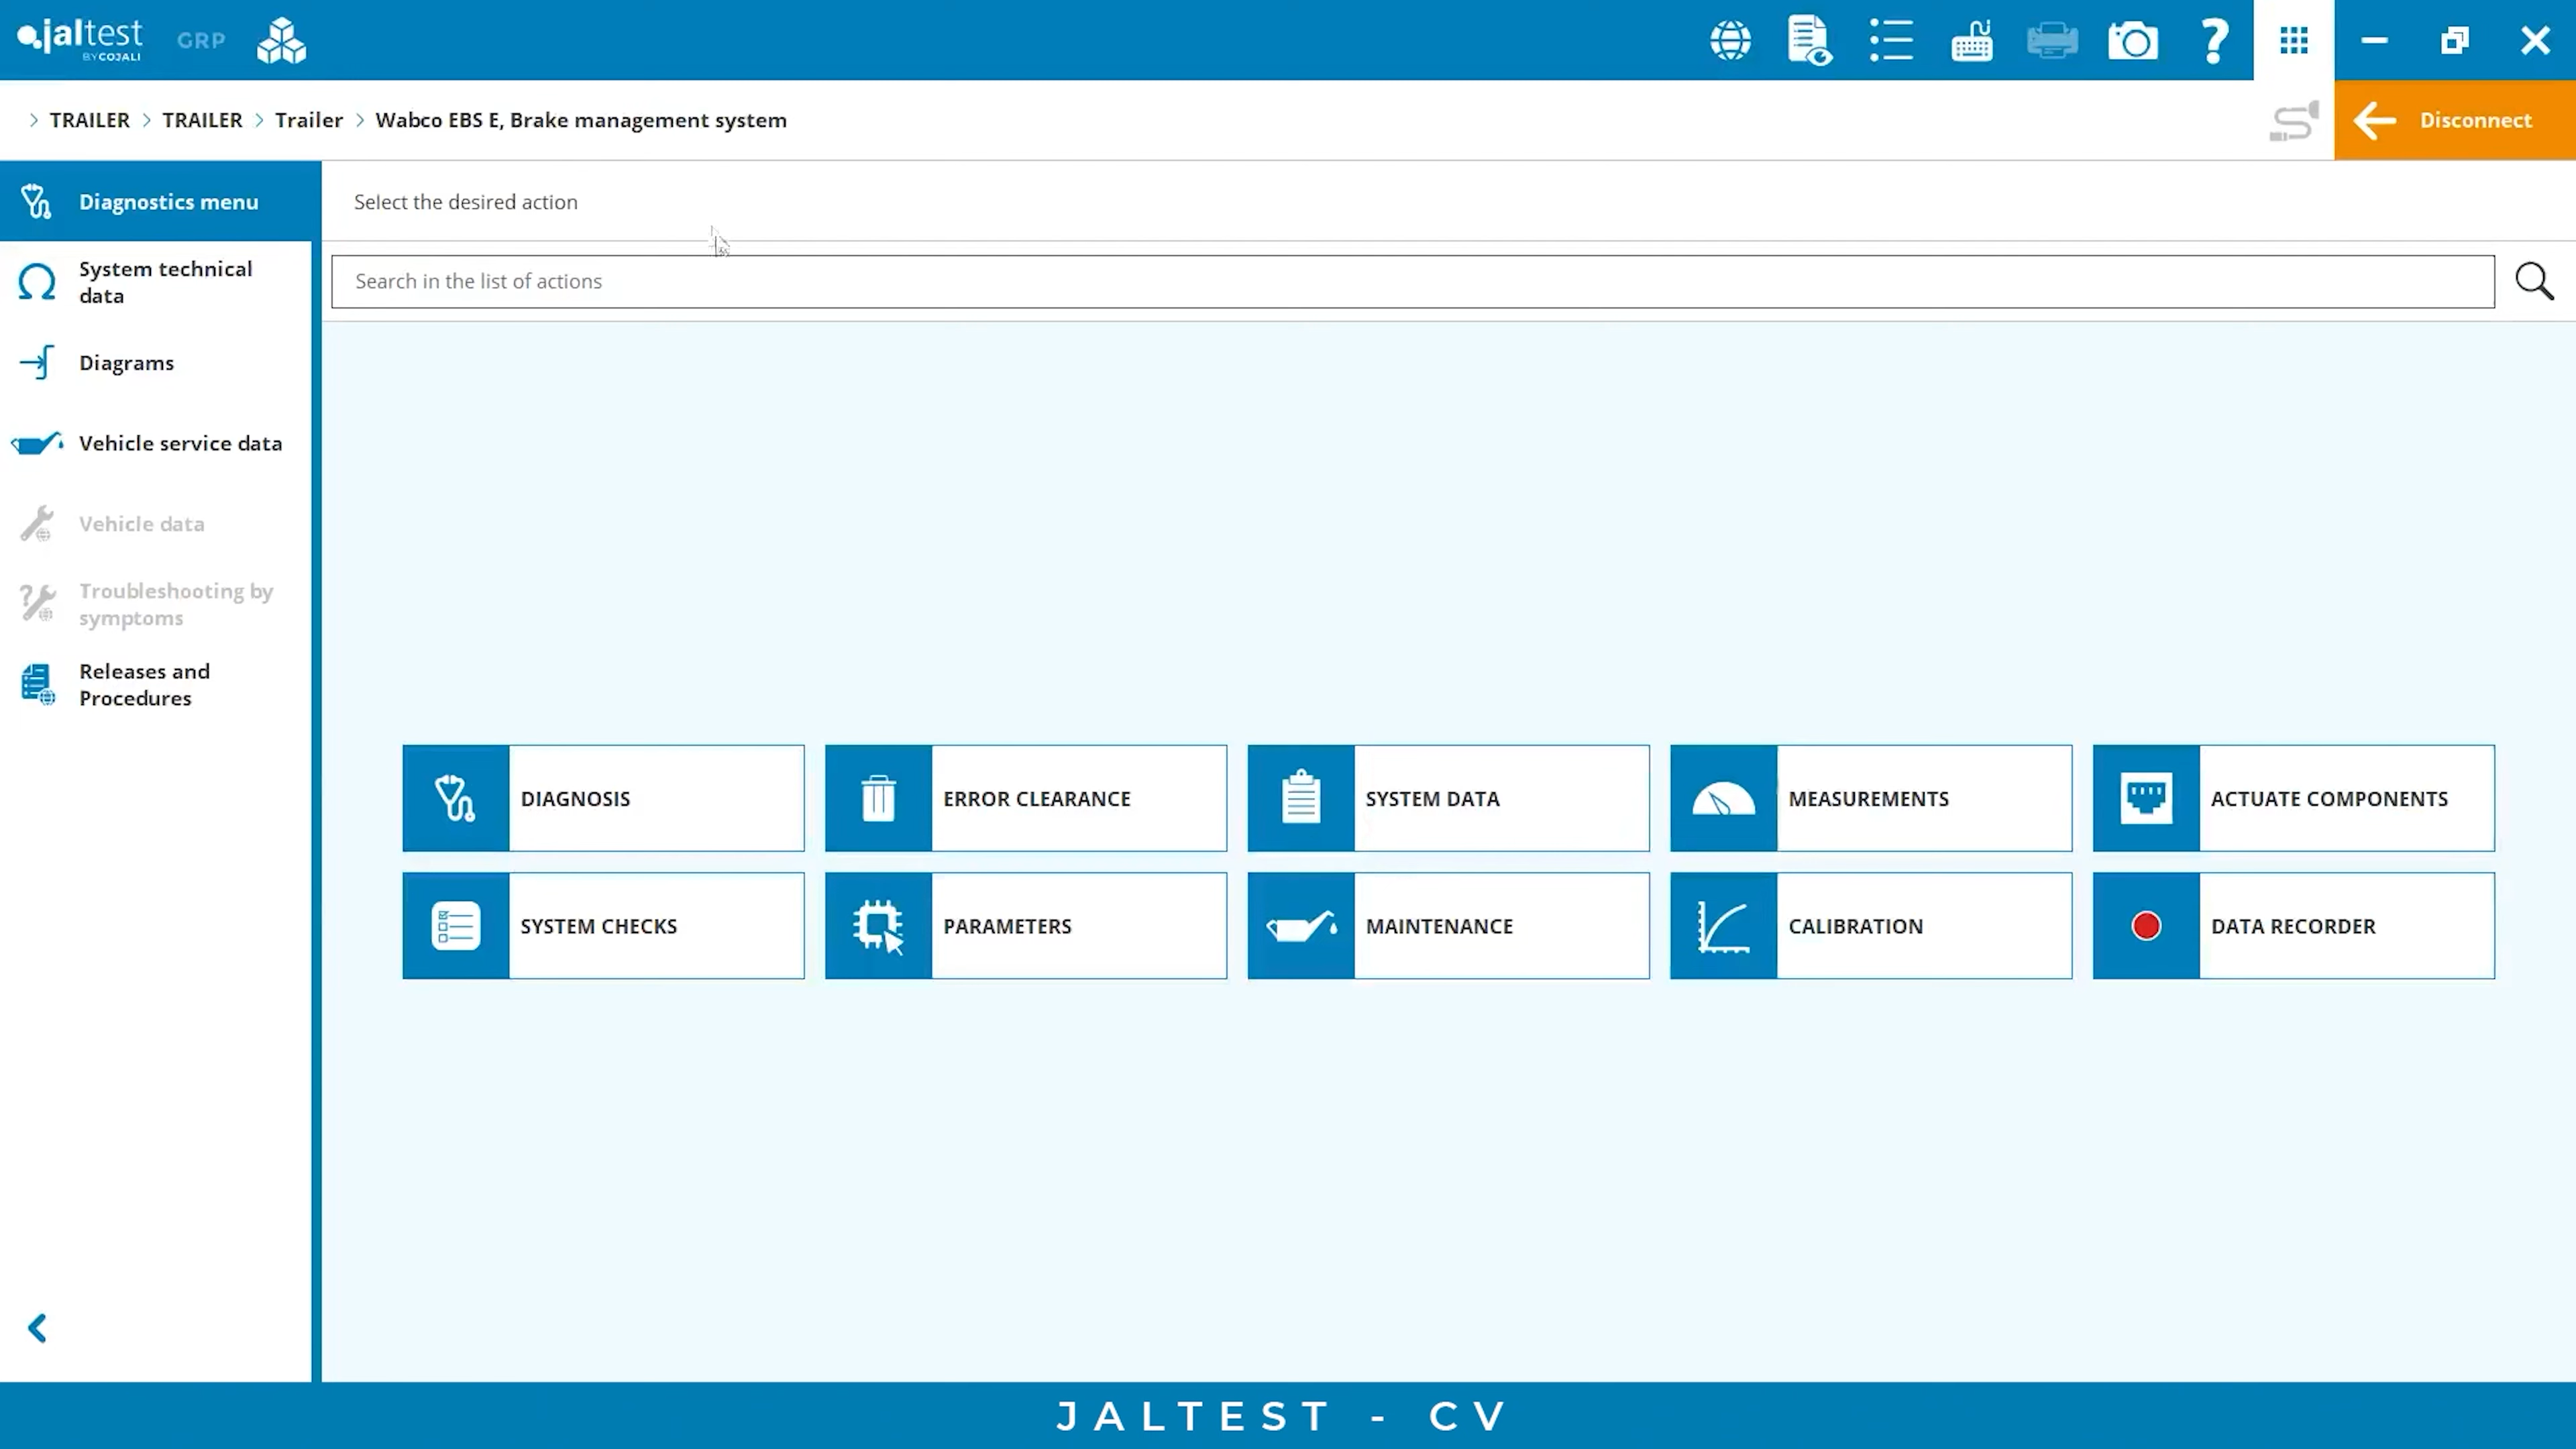 jaltest
BY COJALI
GRP
TRAILER > TRAILER > Trailer > Wabco EBS E, Brake management system
Disconnect
Diagnostics menu
System technical
data
Diagrams
Vehicle service data
Vehicle data
Troubleshooting by
symptoms
Releases and
Procedures
Select the desired action
Search in the list of actions
DIAGNOSIS
ERROR CLEARANCE
SYSTEM DATA
MEASUREMENTS
ACTUATE COMPONENTS
SYSTEM CHECKS
PARAMETERS
MAINTENANCE
CALIBRATION
DATA RECORDER
JALTEST - CV